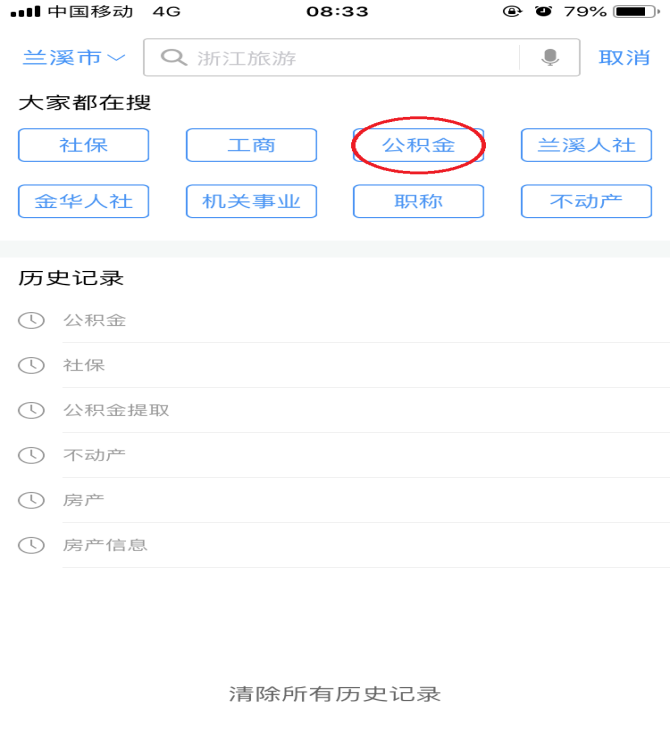 中国移动 4G 08:33 79%
兰溪市 浙江旅游 取消
大家都在搜
社保 工商 公积金 兰溪人社
金华人社 机关事业 职称 不动产
历史记录
公积金
社保
公积金提取
不动产
房产
房产信息
清除所有历史记录